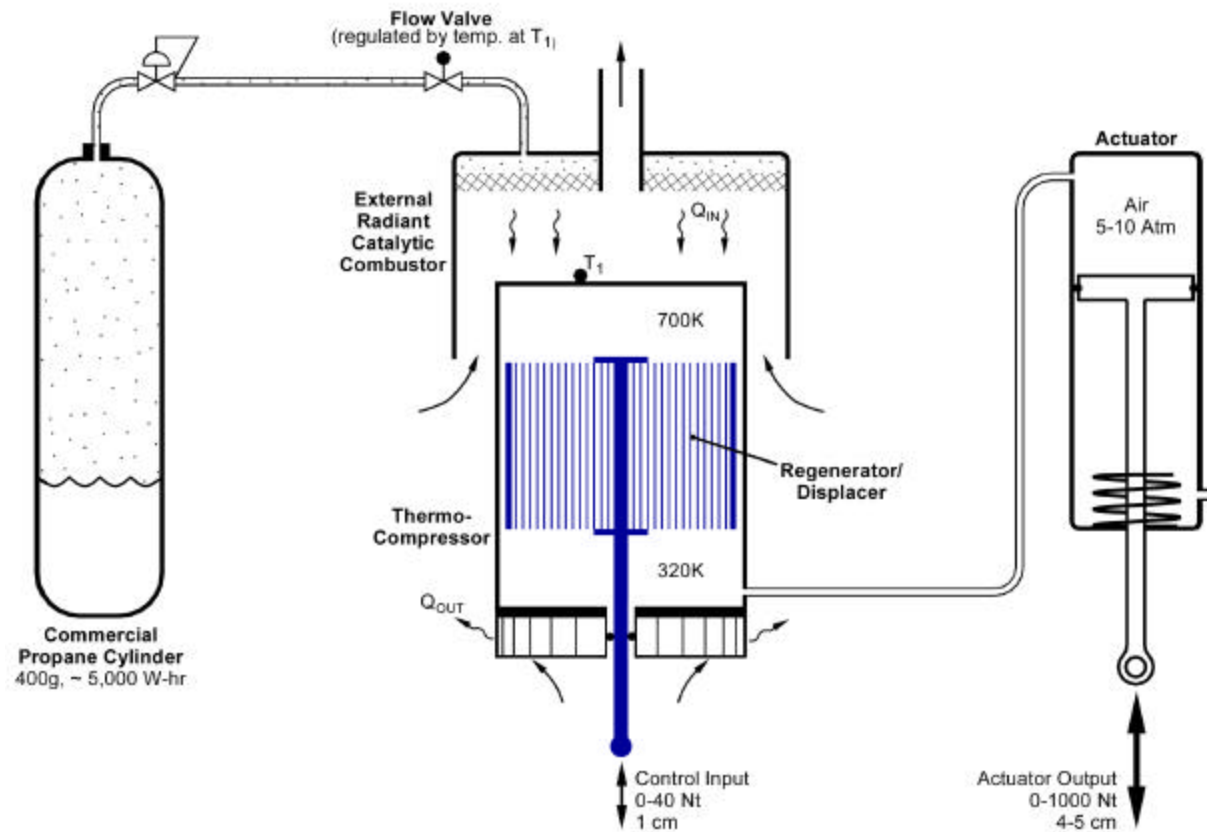 Flow Valve
(regulated by temp. at T1)
Actuator
Air
5-10 Atm
External
Radiant
Catalytic
Combustor
QIN
T1
700K
Regenerator/
Displacer
Thermo-
Compressor
320K
QOUT
Commercial
Propane Cylinder
400g, ~ 5,000 W-hr
Control Input
0-40 Nt
1 cm
Actuator Output
0-1000 Nt
4-5 cm